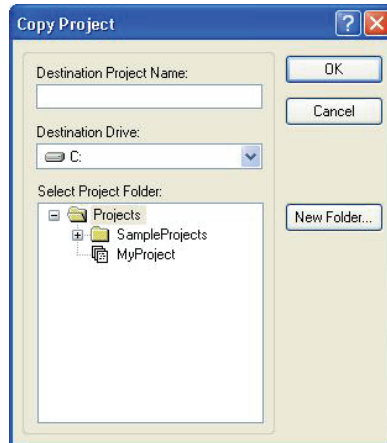 Copy Project
Destination Project Name:
OK
Cancel
Destination Drive:
C:
Select Project Folder:
Projects
New Folder...
SampleProjects
MyProject